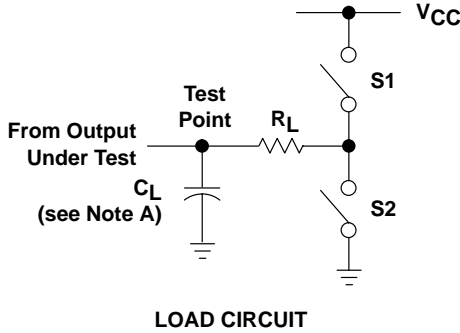 VCC
S1
Test
Point
RL
From Output
Under Test
CL
(see Note A)
S2
LOAD CIRCUIT